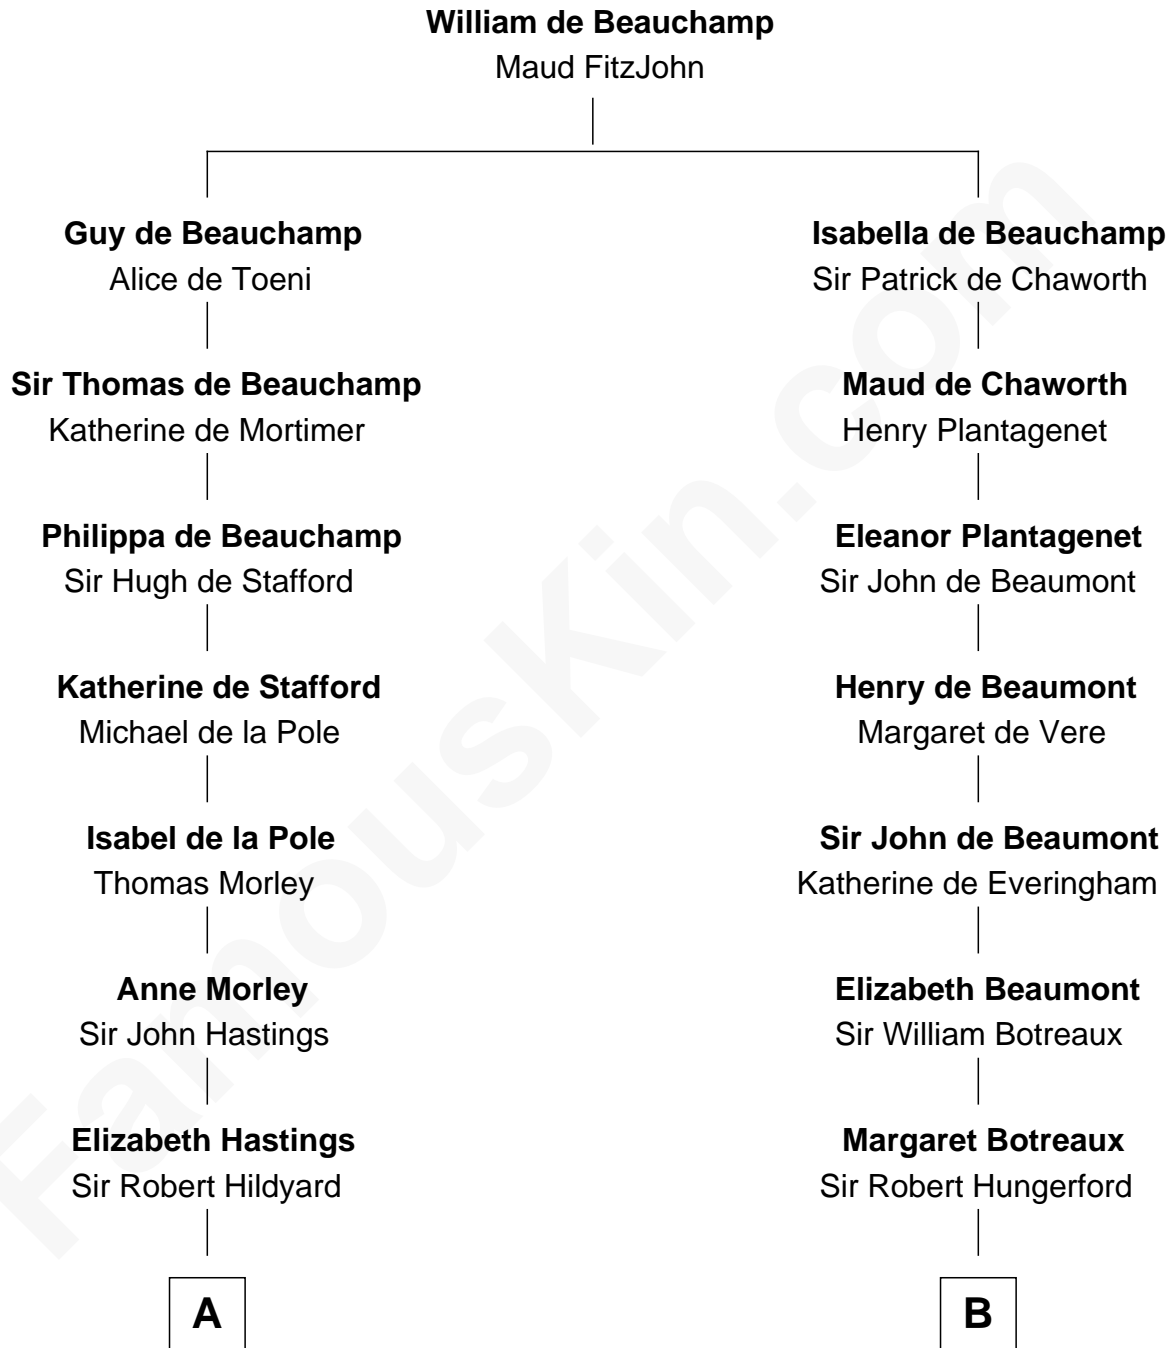 William de Beauchamp
Maud FitzJohn
Guy de Beauchamp
Alice de Toeni
Isabella de Beauchamp
Sir Patrick de Chaworth
Sir Thomas de Beauchamp
Katherine de Mortimer
Maud de Chaworth
Henry Plantagenet
Philippa de Beauchamp
Sir Hugh de Stafford
Eleanor Plantagenet
Sir John de Beaumont
Katherine de Stafford
Michael de la Pole
Henry de Beaumont
Margaret de Vere
Isabel de la Pole
Thomas Morley
Sir John de Beaumont
Katherine de Everingham
Anne Morley
Sir John Hastings
Elizabeth Beaumont
Sir William Botreaux
Elizabeth Hastings
Sir Robert Hildyard
Margaret Botreaux
Sir Robert Hungerford
A
B
FamousKin.com